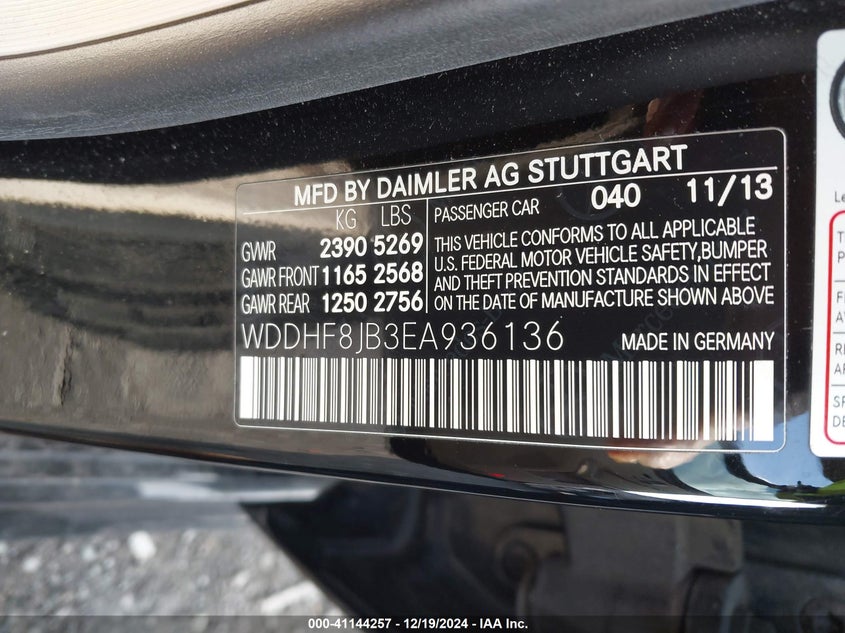 MFD BY DAIMLER AG STUTTGART
KG LBS
GVWR 2390 5269
GAWR FRONT 1165 2568
GAWR REAR 1250 2756
PASSENGER CAR 040 11/13
THIS VEHICLE CONFORMS TO ALL APPLICABLE
U.S. FEDERAL MOTOR VEHICLE SAFETY,BUMPER
AND THEFT PREVENTION STANDARDS IN EFFECT
ON THE DATE OF MANUFACTURE SHOWN ABOVE
WDDHF8JB3EA936136 MADE IN GERMANY
000-41144257 - 12/19/2024 - IAA Inc.